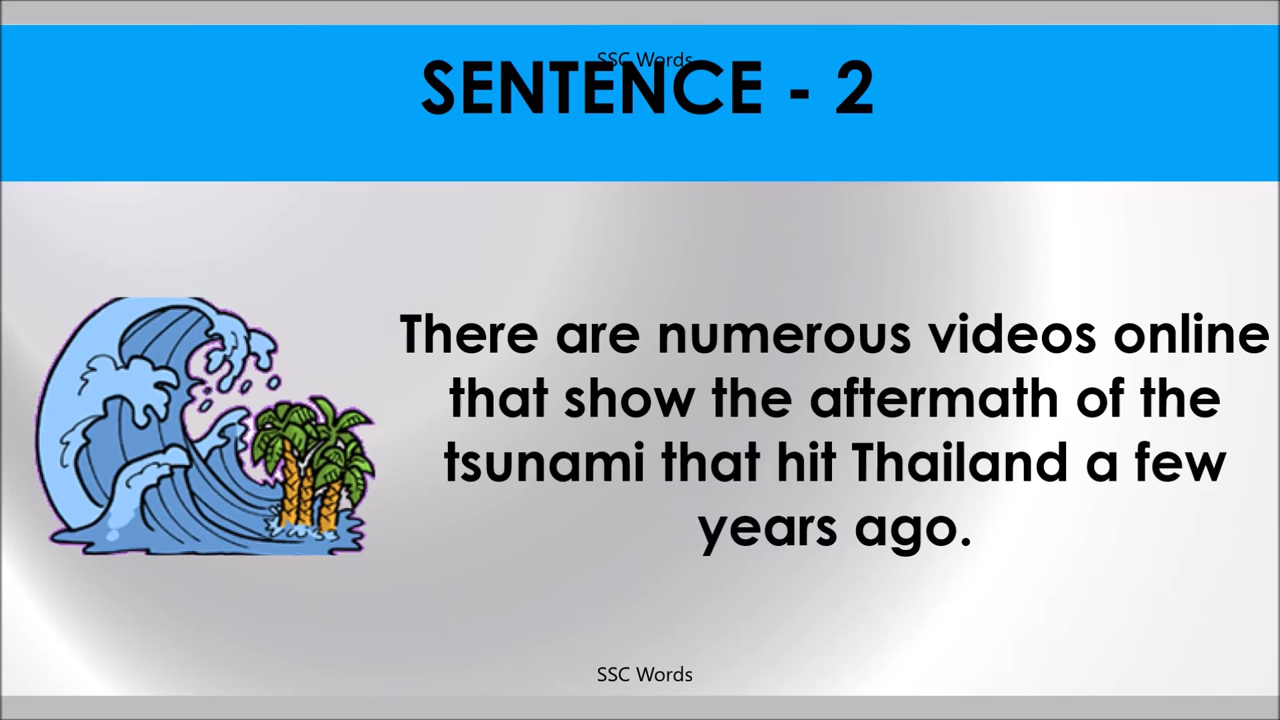 SSC Words
SENTENCE - 2
There are numerous videos online
that show the aftermath of the
tsunami that hit Thailand a few
years ago.
SSC Words